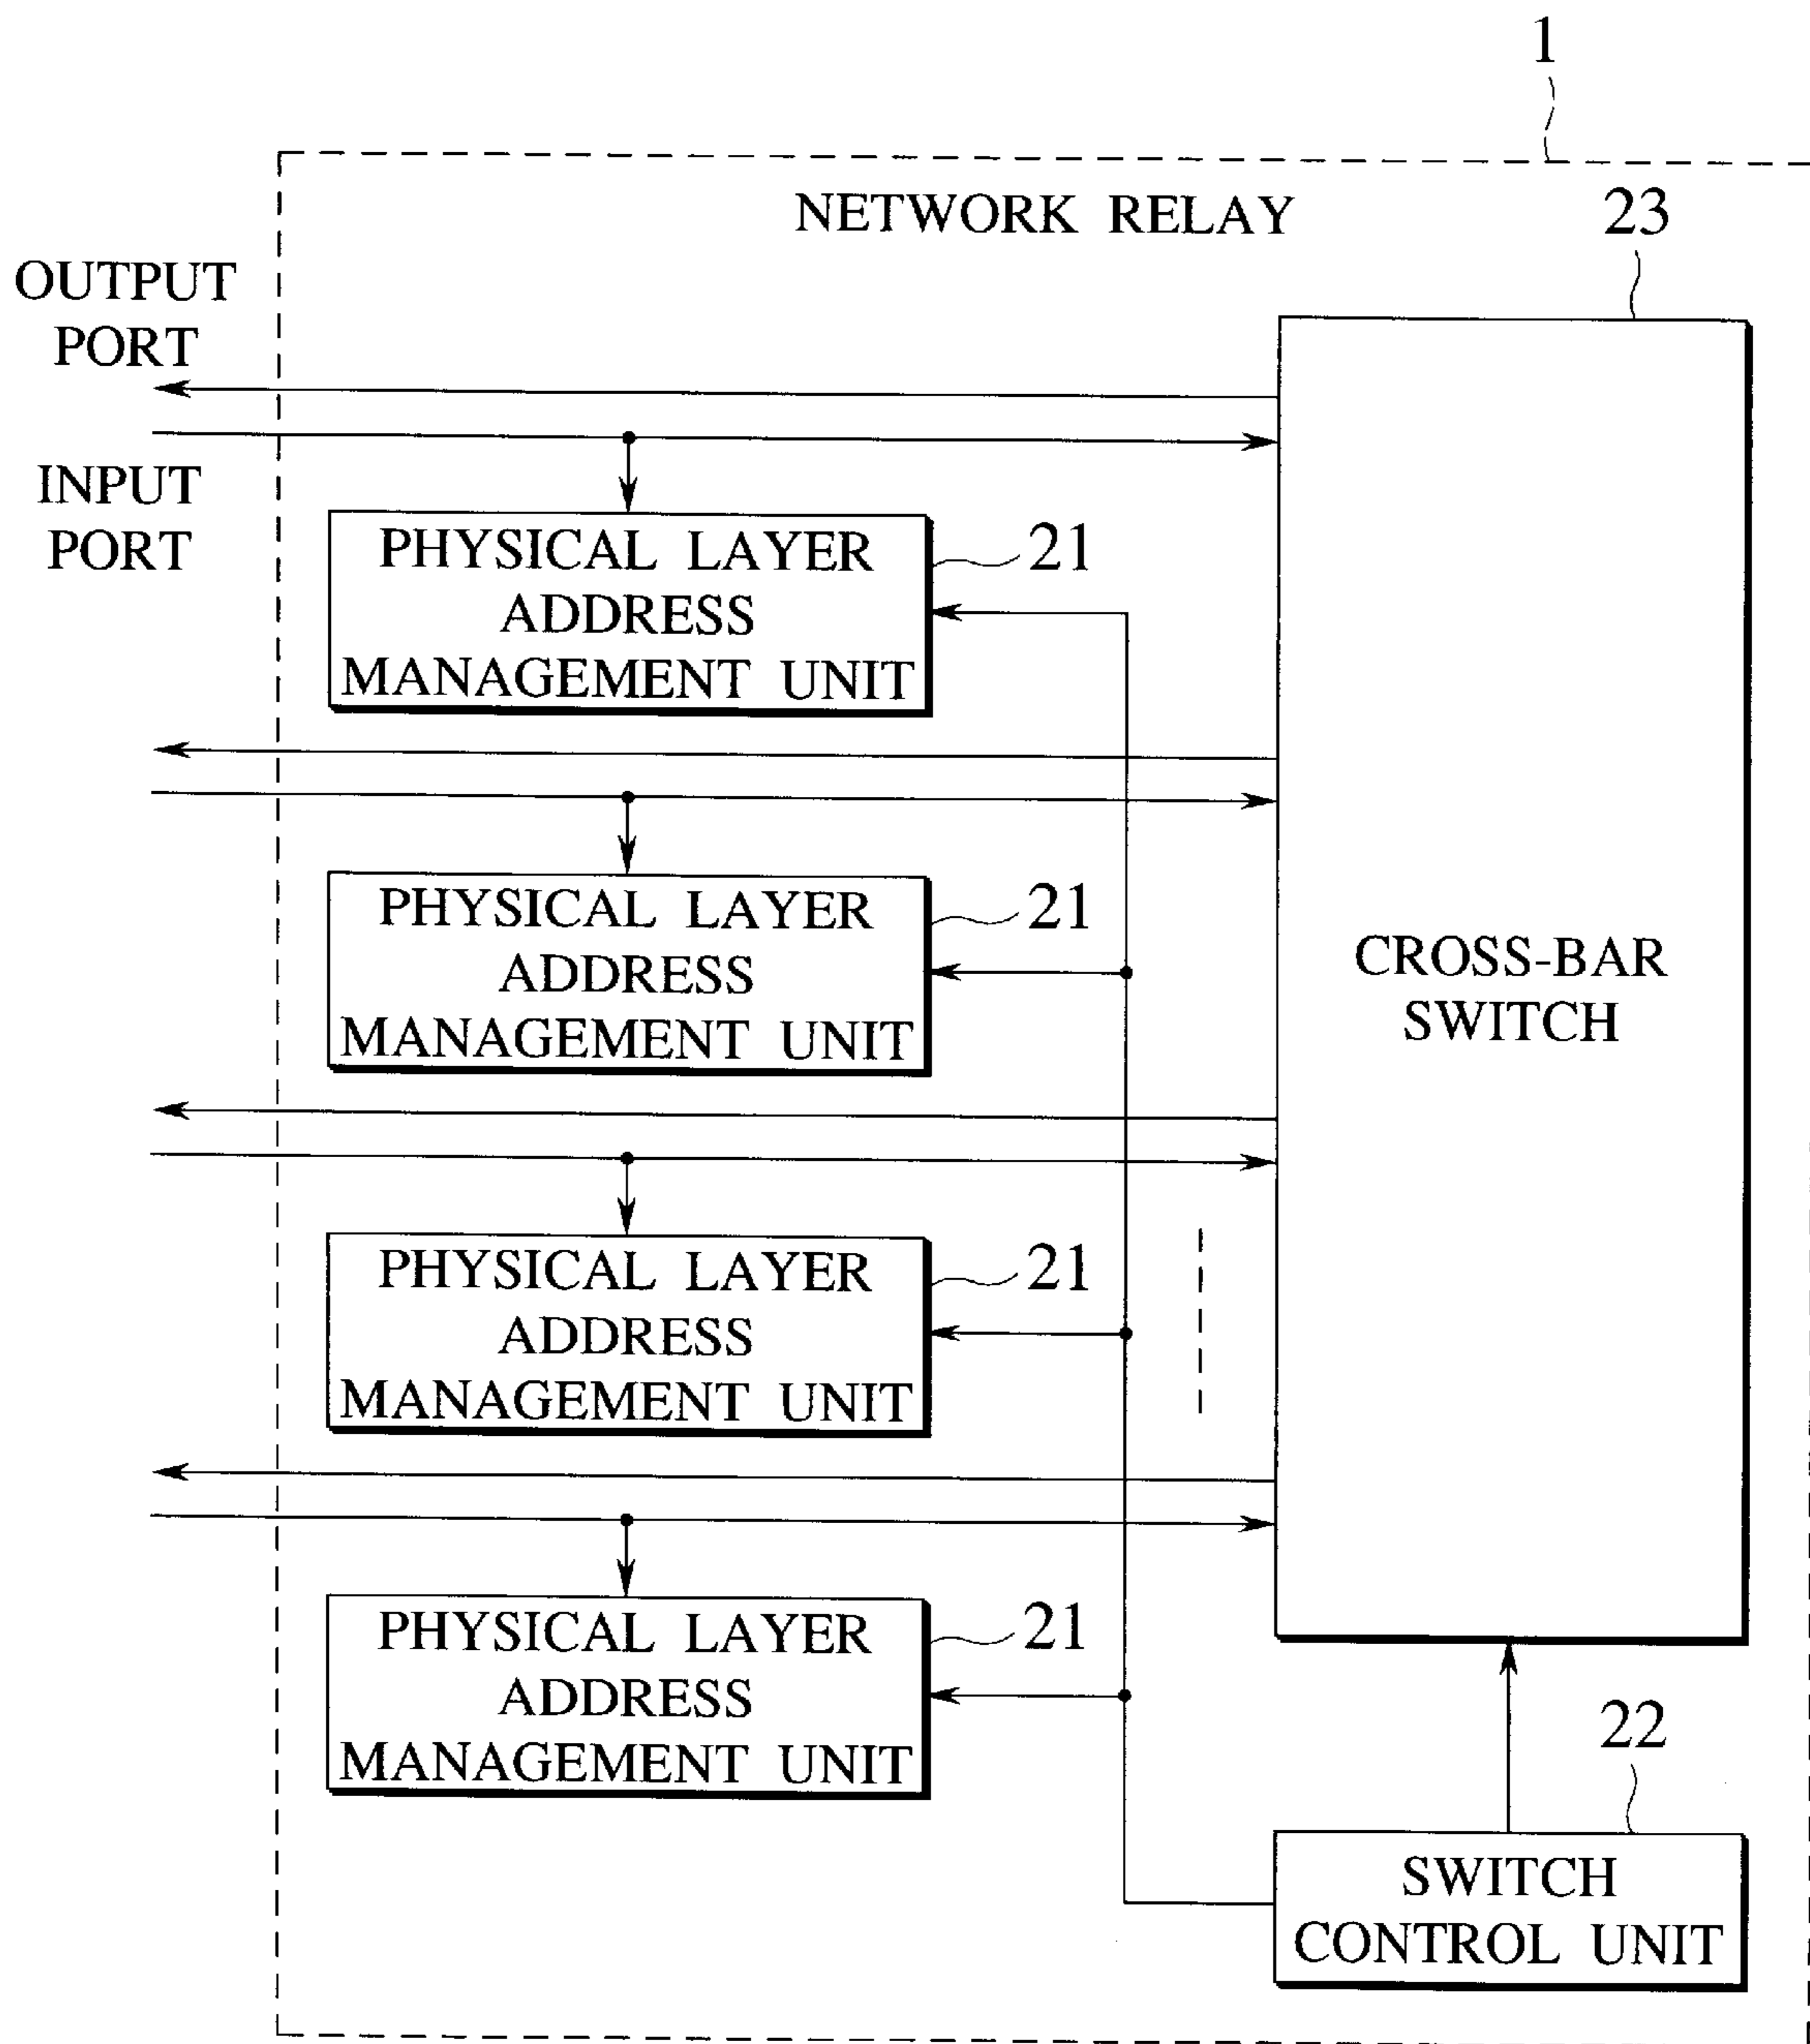 1
NETWORK RELAY
23
OUTPUT
PORT
INPUT
PORT
PHYSICAL LAYER
ADDRESS
MANAGEMENT UNIT
21
PHYSICAL LAYER
ADDRESS
MANAGEMENT UNIT
21
CROSS-BAR
SWITCH
PHYSICAL LAYER
ADDRESS
MANAGEMENT UNIT
21
PHYSICAL LAYER
ADDRESS
MANAGEMENT UNIT
21
22
SWITCH
CONTROL UNIT